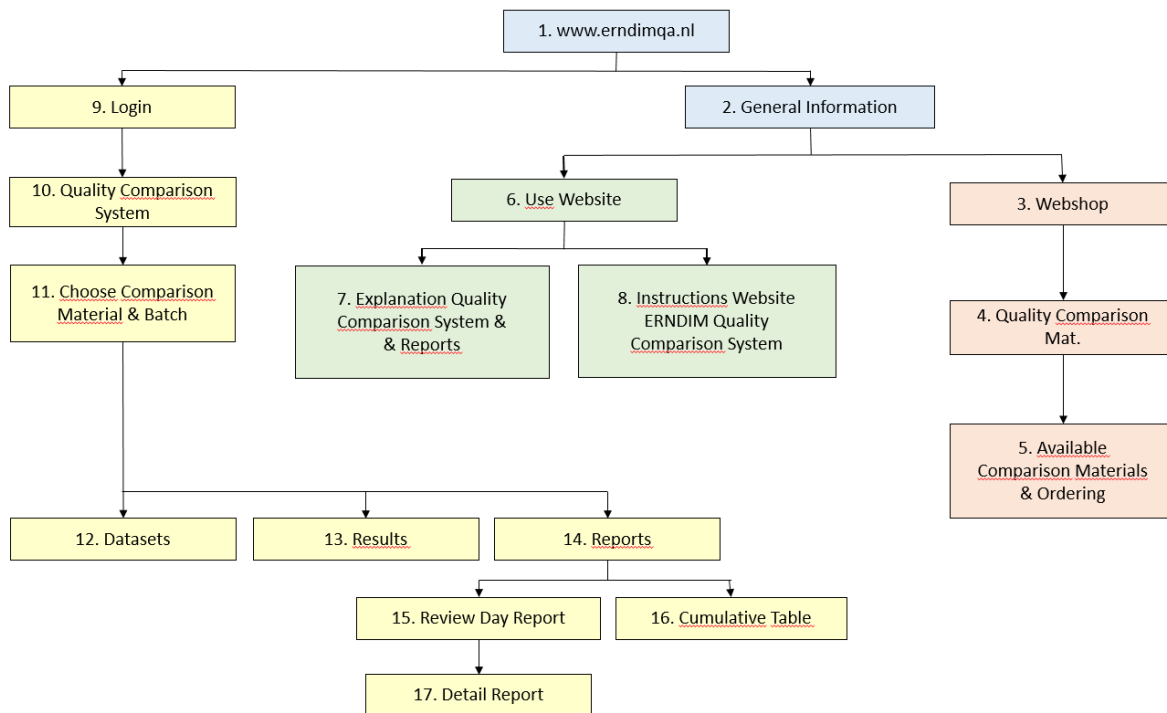 1. www.erndimqa.nl
9. Login
2. General Information
10. Quality Comparison
System
6. Use Website
3. Webshop
11. Choose Comparison
Material & Batch
7. Explanation Quality
Comparison System &
& Reports
8. Instructions Website
ERNDIM Quality
Comparison System
4. Quality Comparison
Mat.
5. Available
Comparison Materials
& Ordering
12. Datasets
13. Results
14. Reports
15. Review Day Report
16. Cumulative Table
17. Detail Report